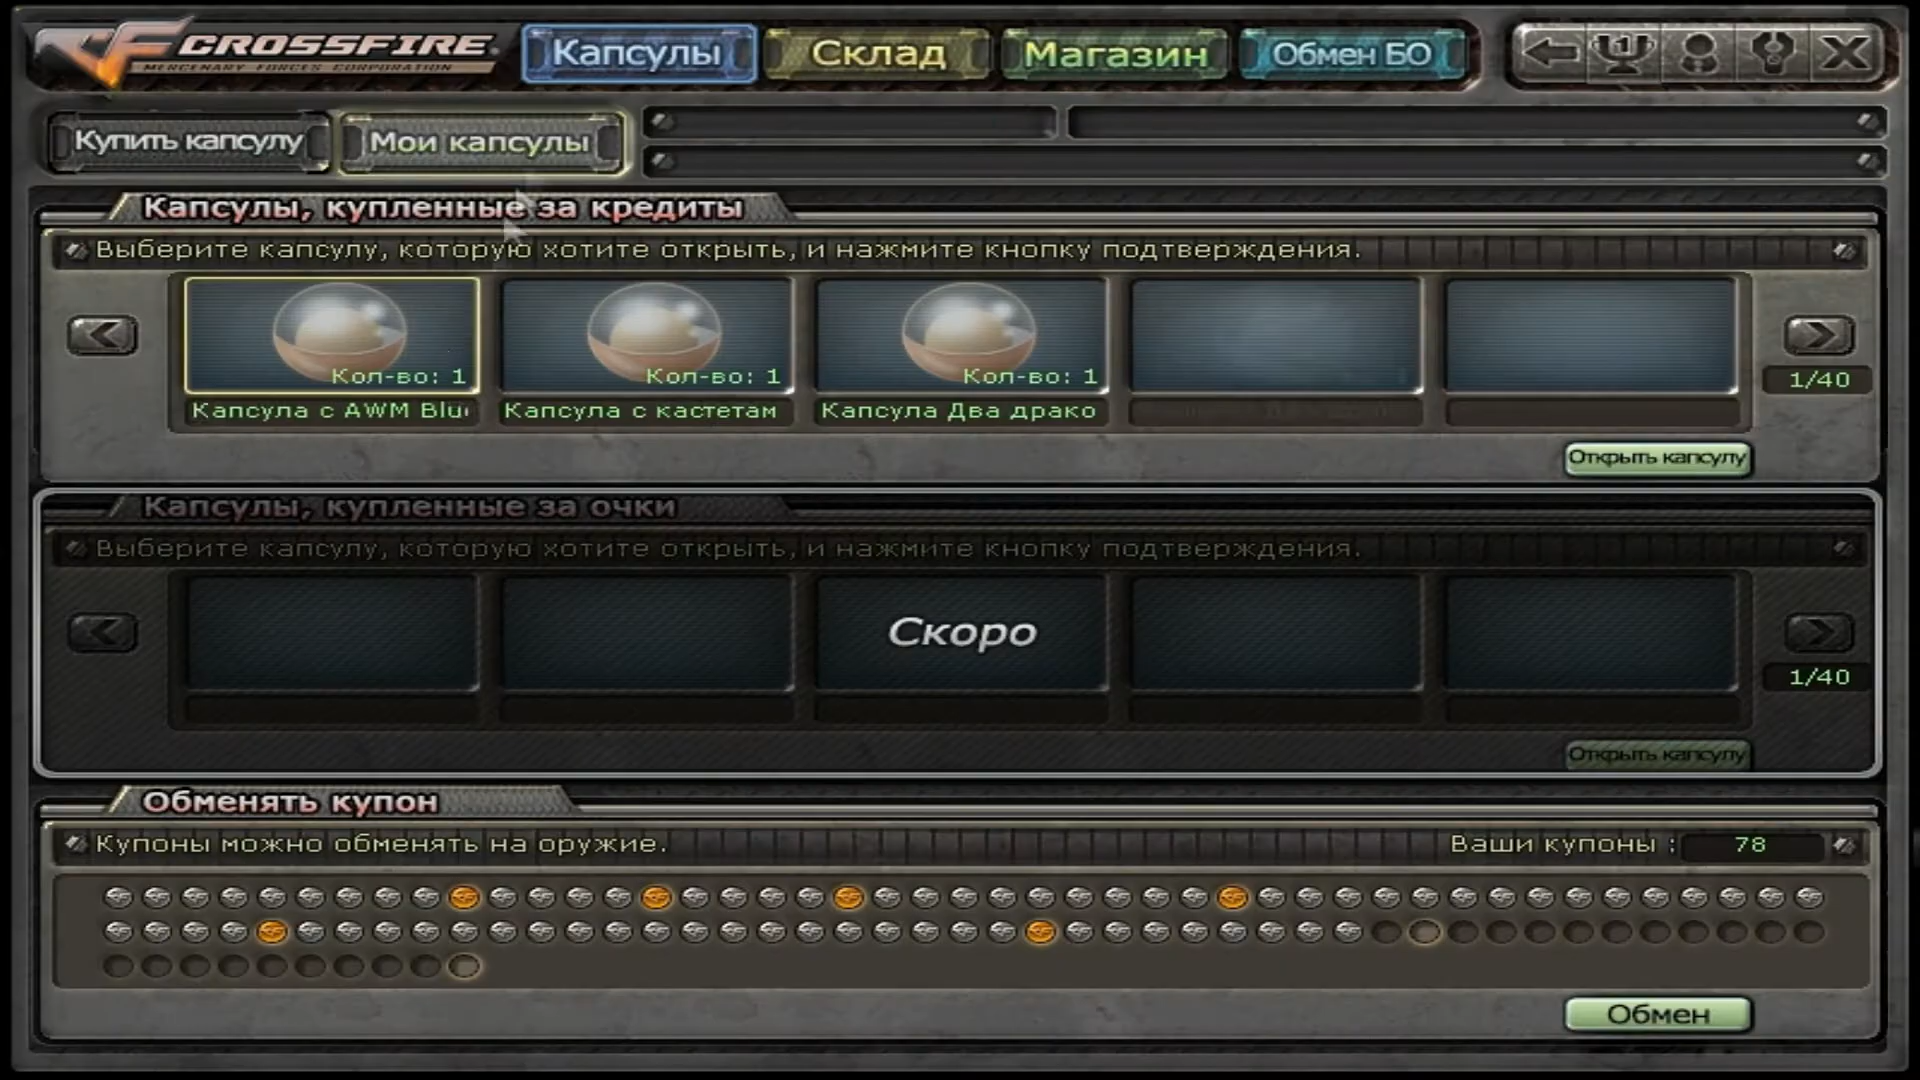 CROSSFIRE
MERCENARY FORCES CORPORATION
Капсулы
Склад
Магазин
Обмен БО
Купить капсулу
Мои капсулы
Капсулы, купленные за кредиты
Выберите капсулу, которую хотите открыть, и нажмите кнопку подтверждения.
Кол-во: 1
Кол-во: 1
Кол-во: 1
1/40
Капсула с AWM Blu
Капсула с кастетам
Капсула Два драко
Открыть капсулу
Капсулы, купленные за очки
Выберите капсулу, которую хотите открыть, и нажмите кнопку подтверждения.
Скоро
1/40
Открыть капсулу
Обменять купон
Купоны можно обменять на оружие.
Ваши купоны : 78
Обмен